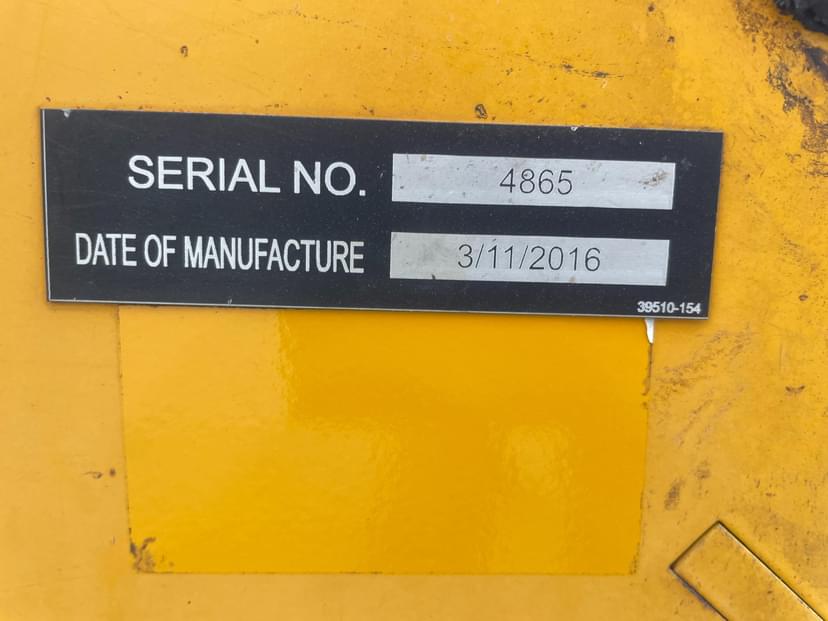 SERIAL NO. 4865
DATE OF MANUFACTURE 3/11/2016
39510-154